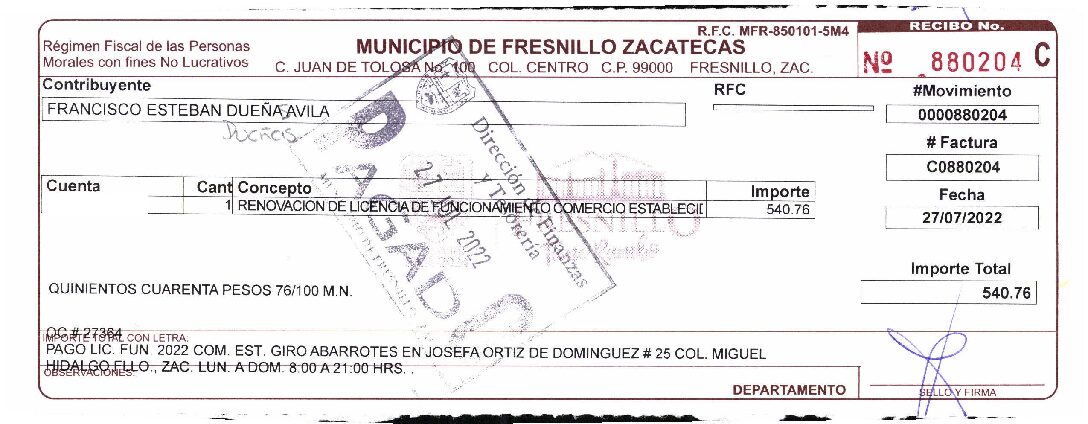 R.F.C. MFR-850101-5M4
RECIBO No.
Régimen Fiscal de las Personas
Morales con fines No Lucrativos
MUNICIPIO DE FRESNILLO ZACATECAS
C. JUAN DE TOLOSA No. 100 COL. CENTRO C.P. 99000 FRESNILLO, ZAC.
Nº 880204 C
Contribuyente
RFC
#Movimiento
FRANCISCO ESTEBAN DUEÑA AVILA
0000880204
Dueñas
# Factura
C0880204
Cuenta Cant Concepto Importe
Fecha
1 RENOVACION DE LICENCIA DE FUNCIONAMIENTO COMERCIO ESTABLECID 540.76
27/07/2022
Dirección de Finanzas
y Tesorería
27 JUL 2022
PAGADO
FRESNILLO
Importe Total
QUINIENTOS CUARENTA PESOS 76/100 M.N.
540.76
OC # 27364
IMPORTE TOTAL CON LETRA:
PAGO LIC. FUN. 2022 COM. EST. GIRO ABARROTES EN JOSEFA ORTIZ DE DOMINGUEZ # 25 COL. MIGUEL
HIDALGO FLLO., ZAC. LUN. A DOM. 8:00 A 21:00 HRS. .
OBSERVACIONES:
DEPARTAMENTO
SELLO Y FIRMA